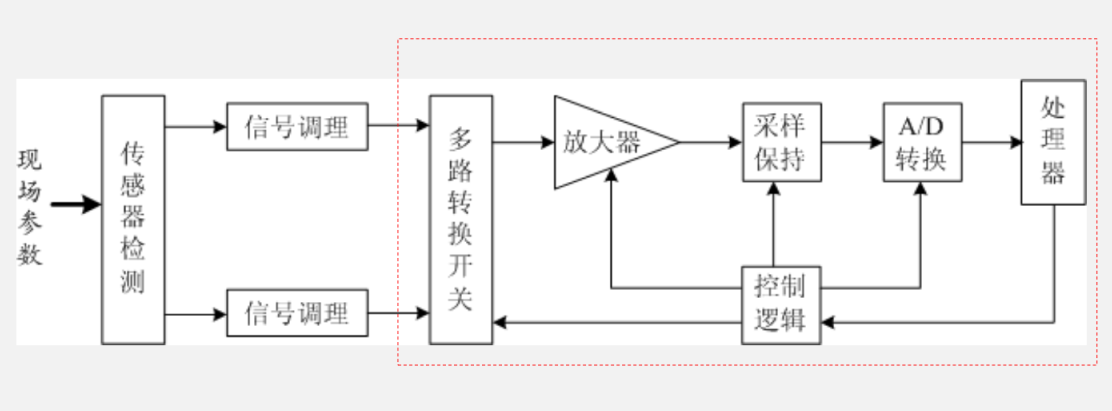 现场参数
传感器检测
信号调理
信号调理
多路转换开关
放大器
采样
保持
A/D
转换
处理器
控制
逻辑